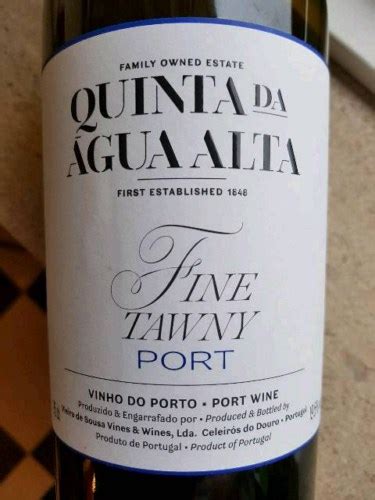 FAMILY OWNED ESTATE
QUINTA DA
ÁGUA ALTA
FIRST ESTABLISHED 1848
FINE
TAWNY
PORT
VINHO DO PORTO • PORT WINE
Produzido & Engarrafado por • Produced & Bottled by
Vieira de Sousa Vines & Wines, Lda. Celeirós do Douro • Portugal
Produto de Portugal • Product of Portugal